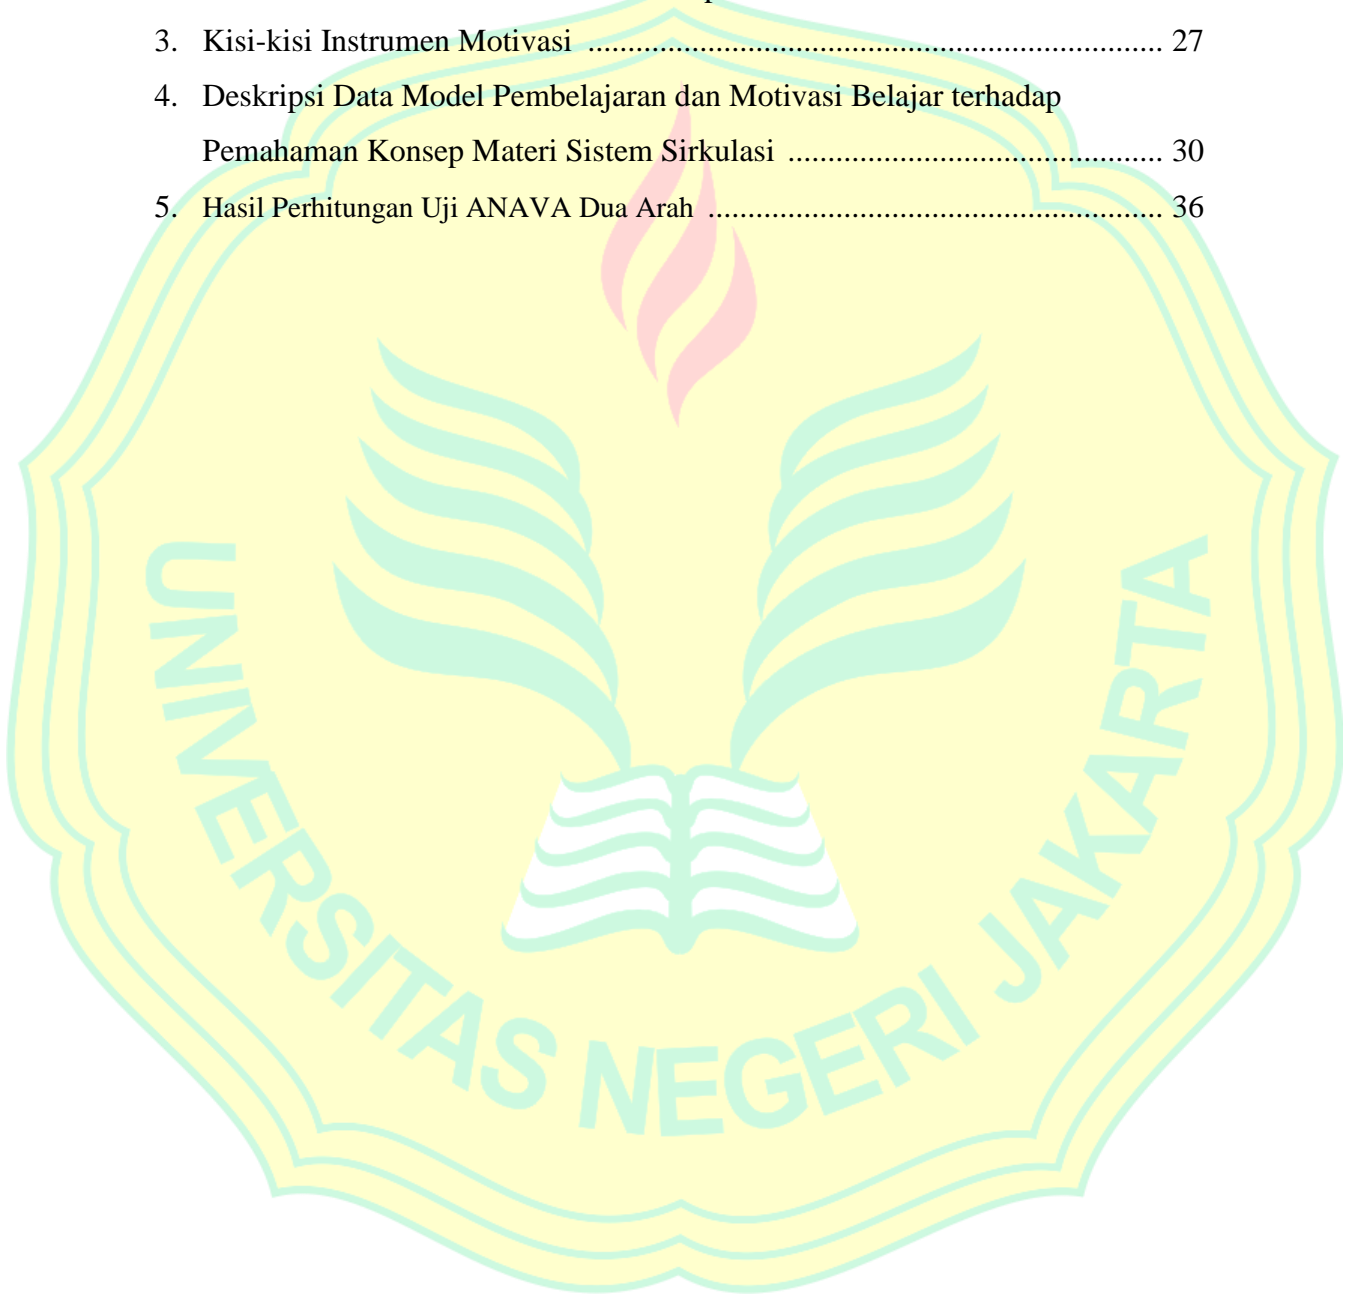 3. Kisi-kisi Instrumen Motivasi ........................................................................ 27
4. Deskripsi Data Model Pembelajaran dan Motivasi Belajar terhadap
Pemahaman Konsep Materi Sistem Sirkulasi ............................................... 30
5. Hasil Perhitungan Uji ANAVA Dua Arah ......................................................... 36
UNIVERSITAS NEGERI JAKARTA